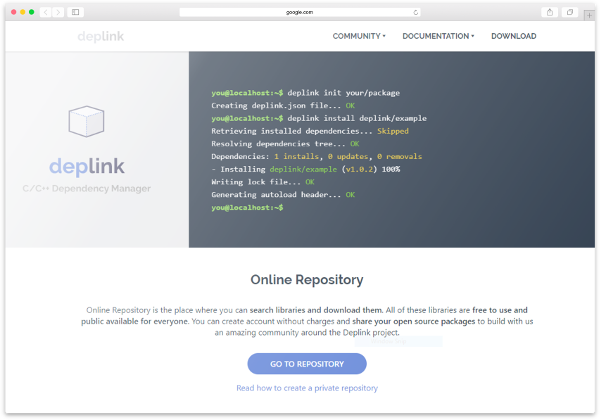 google.com
deplink
COMMUNITY
DOCUMENTATION
DOWNLOAD
deplink
C/C++ Dependency Manager
you@localhost:~$ deplink init your/package
Creating deplink.json file... OK
you@localhost:~$ deplink install deplink/example
Retrieving installed dependencies... Skipped
Resolving dependencies tree... OK
Dependencies: 1 installs, 0 updates, 0 removals
- Installing deplink/example (v1.0.2) 100%
Writing lock file... OK
Generating autoload header... OK
you@localhost:~$
Online Repository
Online Repository is the place where you can search libraries and download them. All of these libraries are free to use and
public available for everyone. You can create account without charges and share your open source packages to build with us
an amazing community around the Deplink project.
GO TO REPOSITORY
Read how to create a private repository